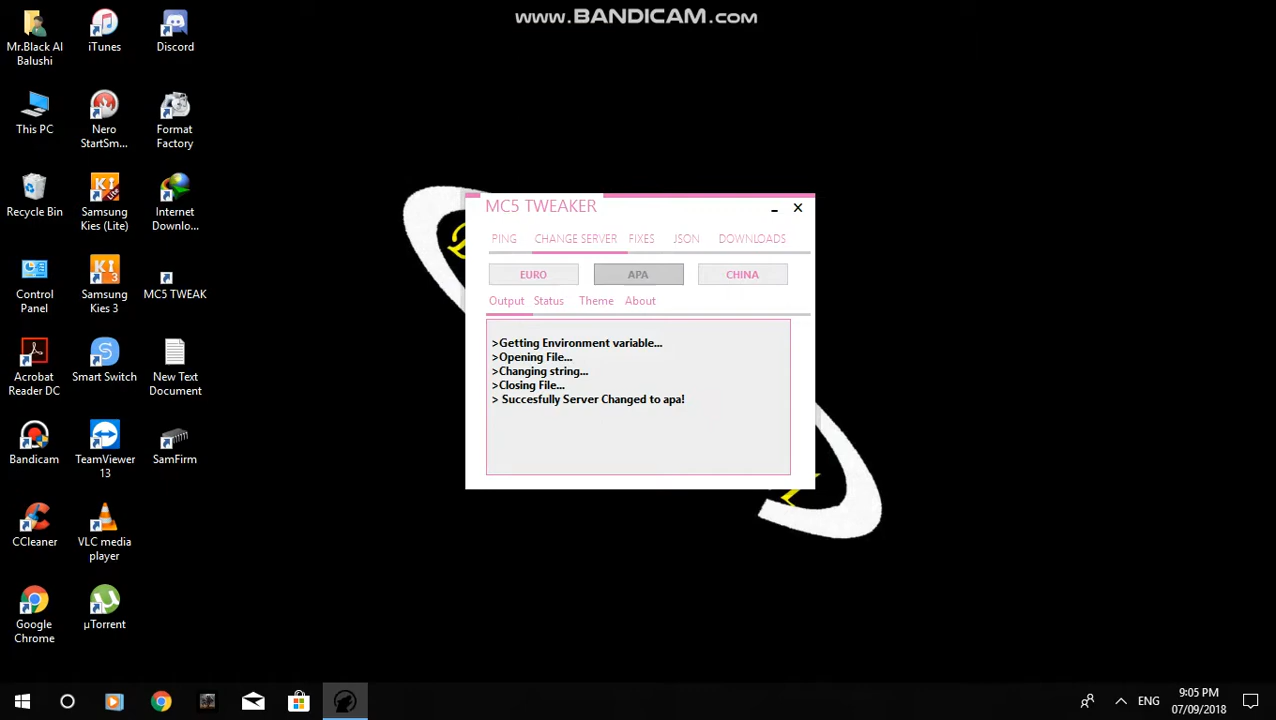 www.BANDICAM.com
Mr.Black Al
Balushi
iTunes
Discord
This PC
Nero
StartSm...
Format
Factory
Recycle Bin
Samsung
Kies (Lite)
Internet
Downlo...
Control
Panel
Samsung
Kies 3
MC5 TWEAK
Acrobat
Reader DC
Smart Switch
New Text
Document
Bandicam
TeamViewer
13
SamFirm
CCleaner
VLC media
player
Google
Chrome
µTorrent
MC5 TWEAKER
PING CHANGE SERVER FIXES JSON DOWNLOADS
EURO APA CHINA
Output Status Theme About
>Getting Environment variable...
>Opening File...
>Changing string...
>Closing File...
> Succesfully Server Changed to apa!
ENG
9:05 PM
07/09/2018